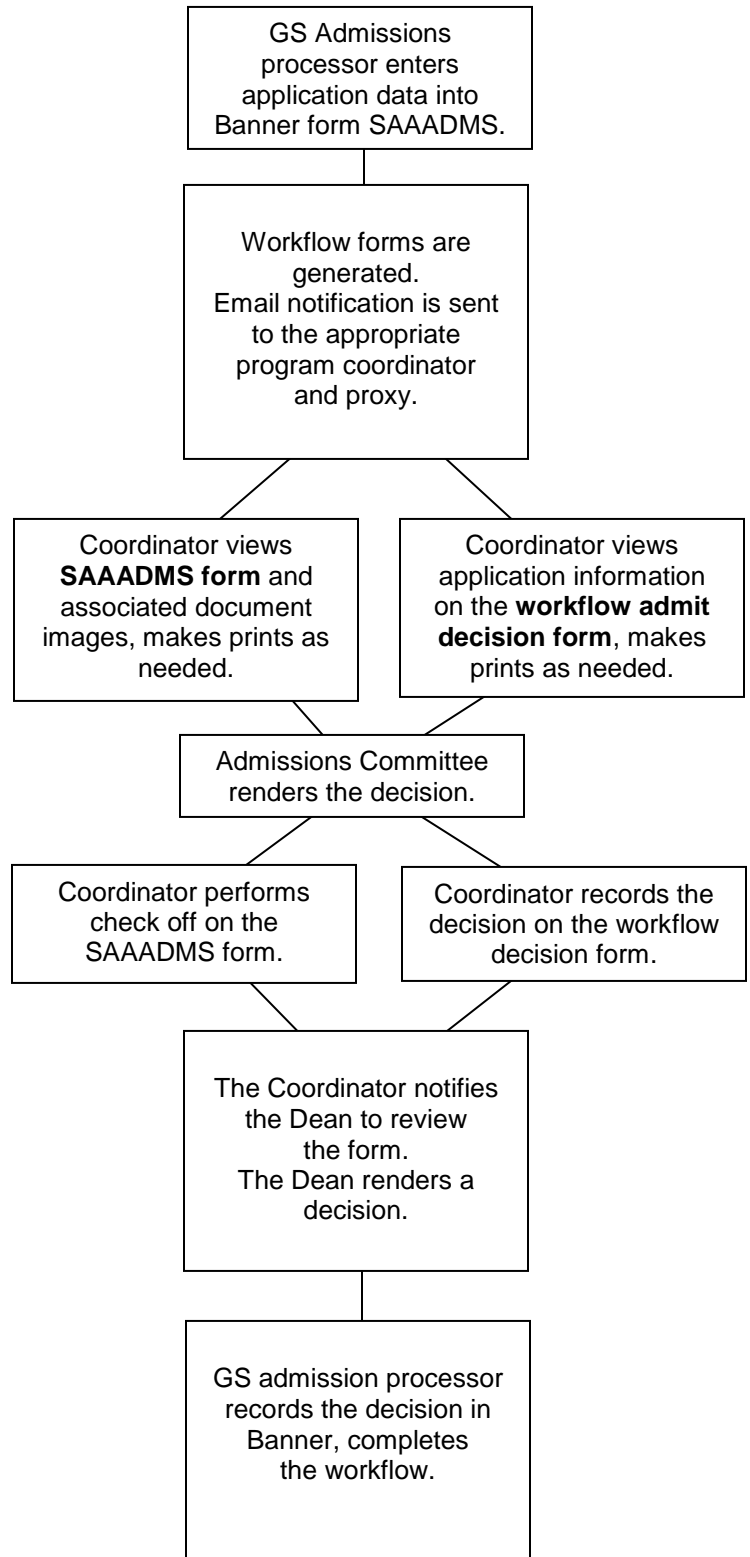 GS Admissions
processor enters
application data into
Banner form SAAADMS.
Workflow forms are
generated.
Email notification is sent
to the appropriate
program coordinator
and proxy.
Coordinator views
SAAADMS form and
associated document
images, makes prints as
needed.
Coordinator views
application information
on the workflow admit
decision form, makes
prints as needed.
Admissions Committee
renders the decision.
Coordinator performs
check off on the
SAAADMS form.
Coordinator records the
decision on the workflow
decision form.
The Coordinator notifies
the Dean to review
the form.
The Dean renders a
decision.
GS admission processor
records the decision in
Banner, completes
the workflow.